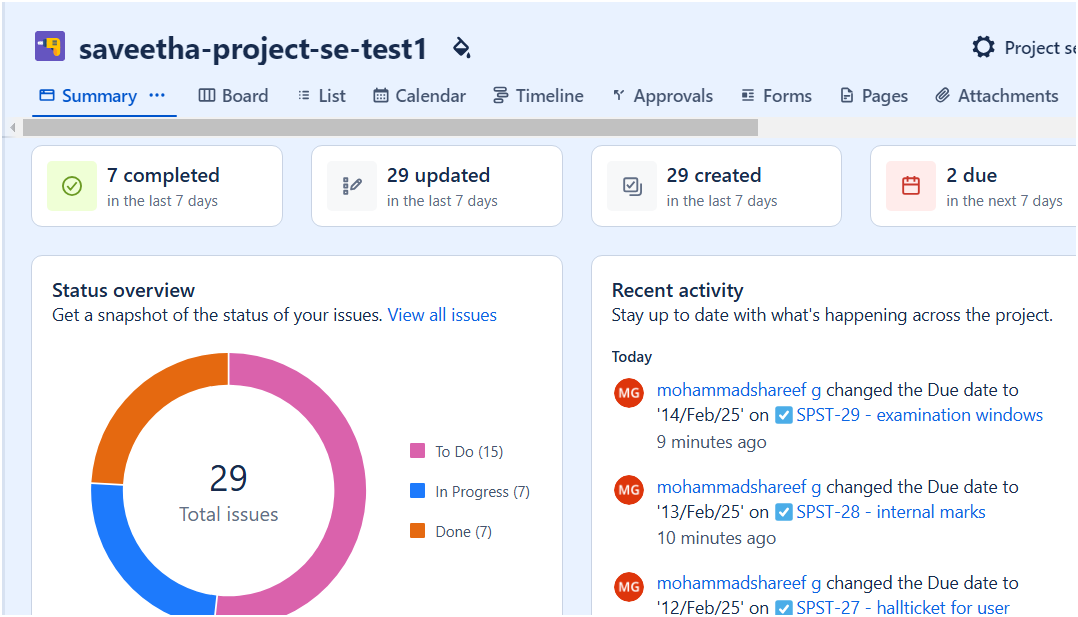 saveetha-project-se-test1
Project se
Summary
Board
List
Calendar
Timeline
Approvals
Forms
Pages
Attachments
7 completed
in the last 7 days
29 updated
in the last 7 days
29 created
in the last 7 days
2 due
in the next 7 days
Status overview
Get a snapshot of the status of your issues. View all issues
29
Total issues
To Do (15)
In Progress (7)
Done (7)
Recent activity
Stay up to date with what's happening across the project.
Today
MG
mohammadshareef g changed the Due date to
'14/Feb/25' on SPST-29 - examination windows
9 minutes ago
MG
mohammadshareef g changed the Due date to
'13/Feb/25' on SPST-28 - internal marks
10 minutes ago
MG
mohammadshareef g changed the Due date to
'12/Feb/25' on SPST-27 - hallticket for user